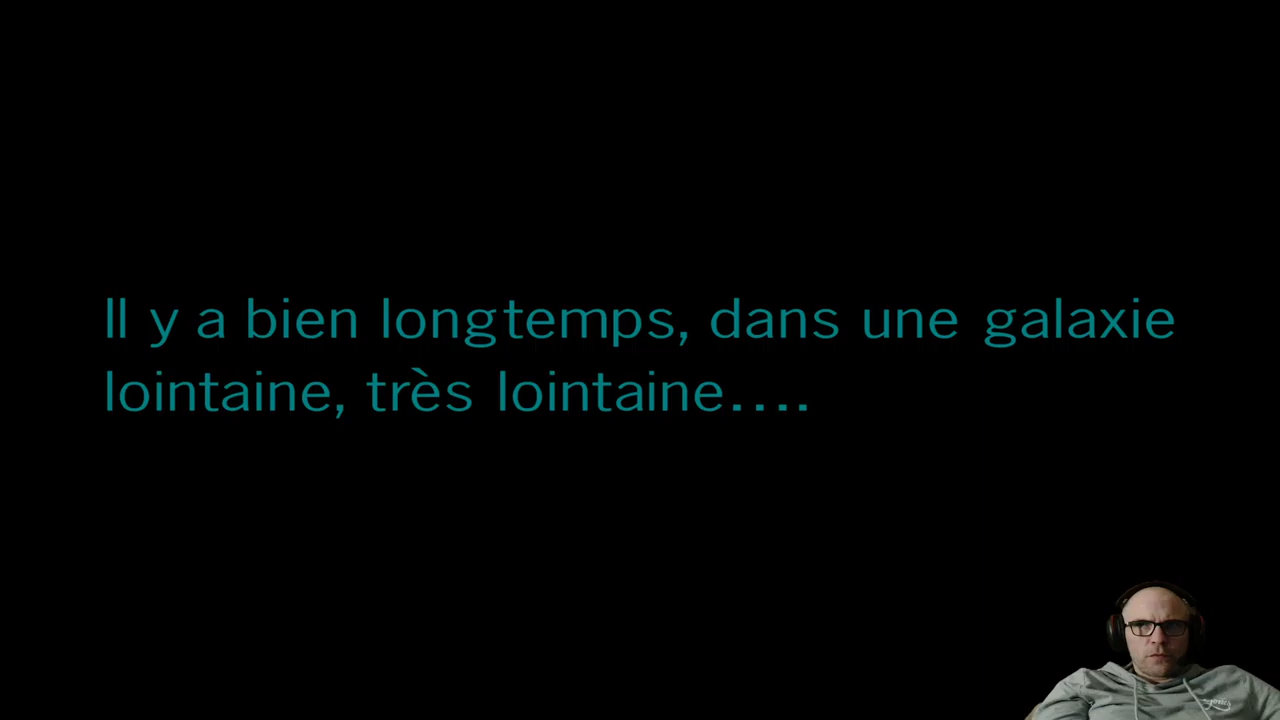 Il y a bien longtemps, dans une galaxie
lointaine, très lointaine….